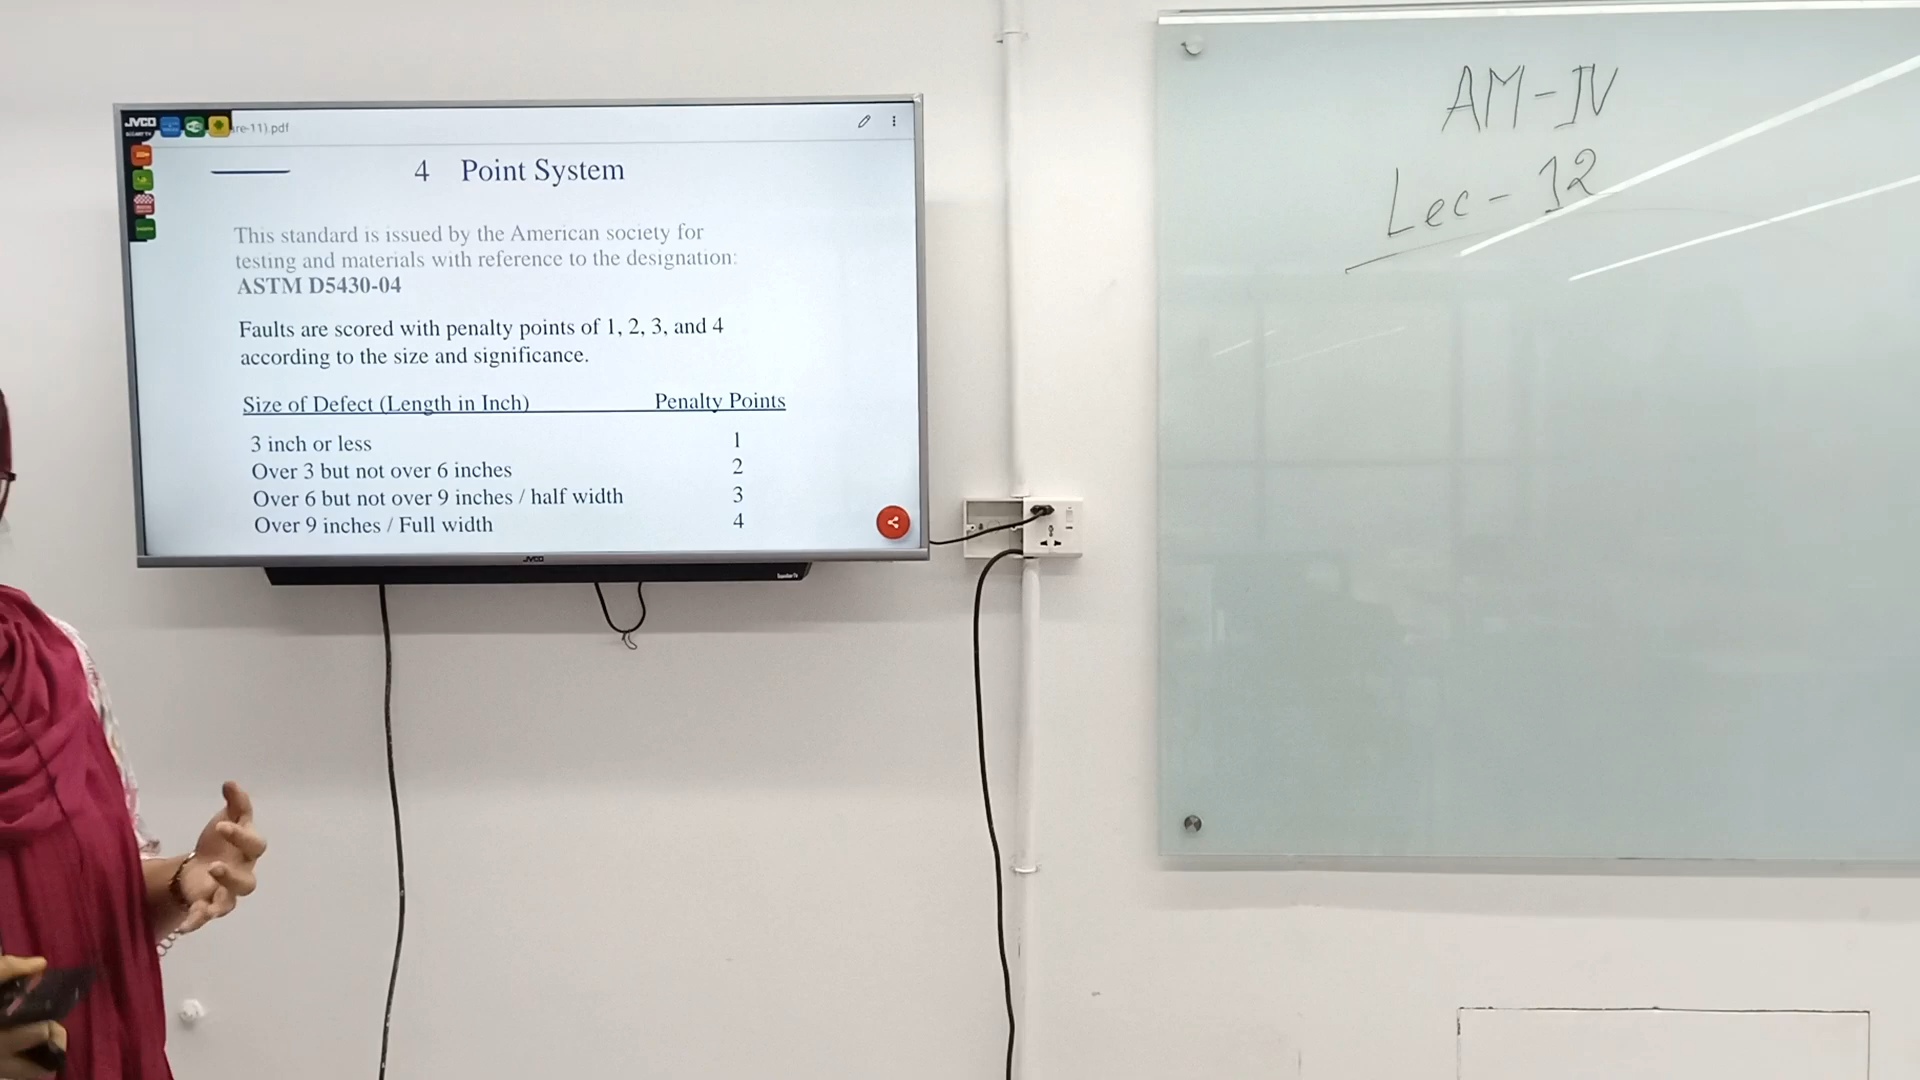 JVCO
re-11).pdf
4 Point System
This standard is issued by the American society for
testing and materials with reference to the designation:
ASTM D5430-04
Faults are scored with penalty points of 1, 2, 3, and 4
according to the size and significance.
Size of Defect (Length in Inch) Penalty Points
3 inch or less 1
Over 3 but not over 6 inches 2
Over 6 but not over 9 inches / half width 3
Over 9 inches / Full width 4
JVCO
AM-IV
Lec - 12